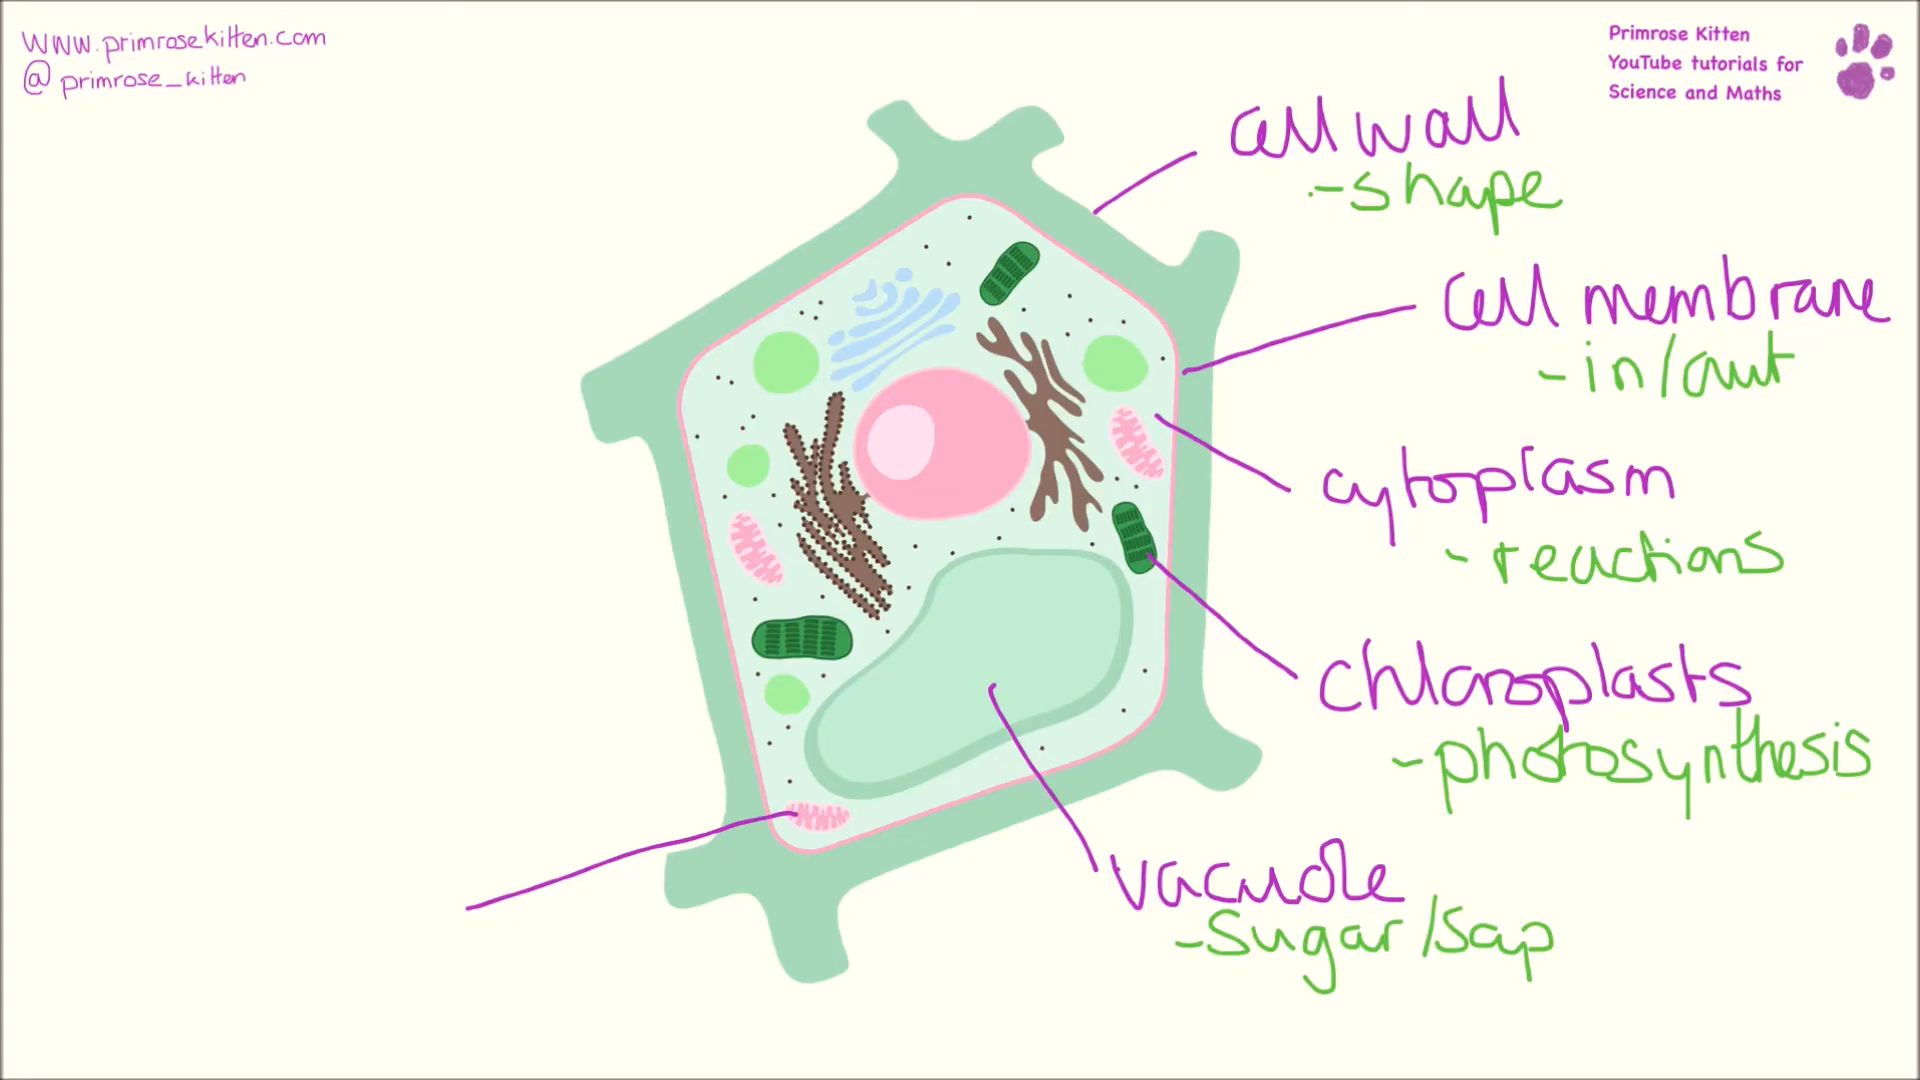 www.primrosekitten.com
@primrose_kitten
Primrose Kitten
YouTube tutorials for
Science and Maths
cell wall
-shape
cell membrane
-in/out
cytoplasm
-reactions
chloroplasts
-photosynthesis
vacuole
-sugar/sap